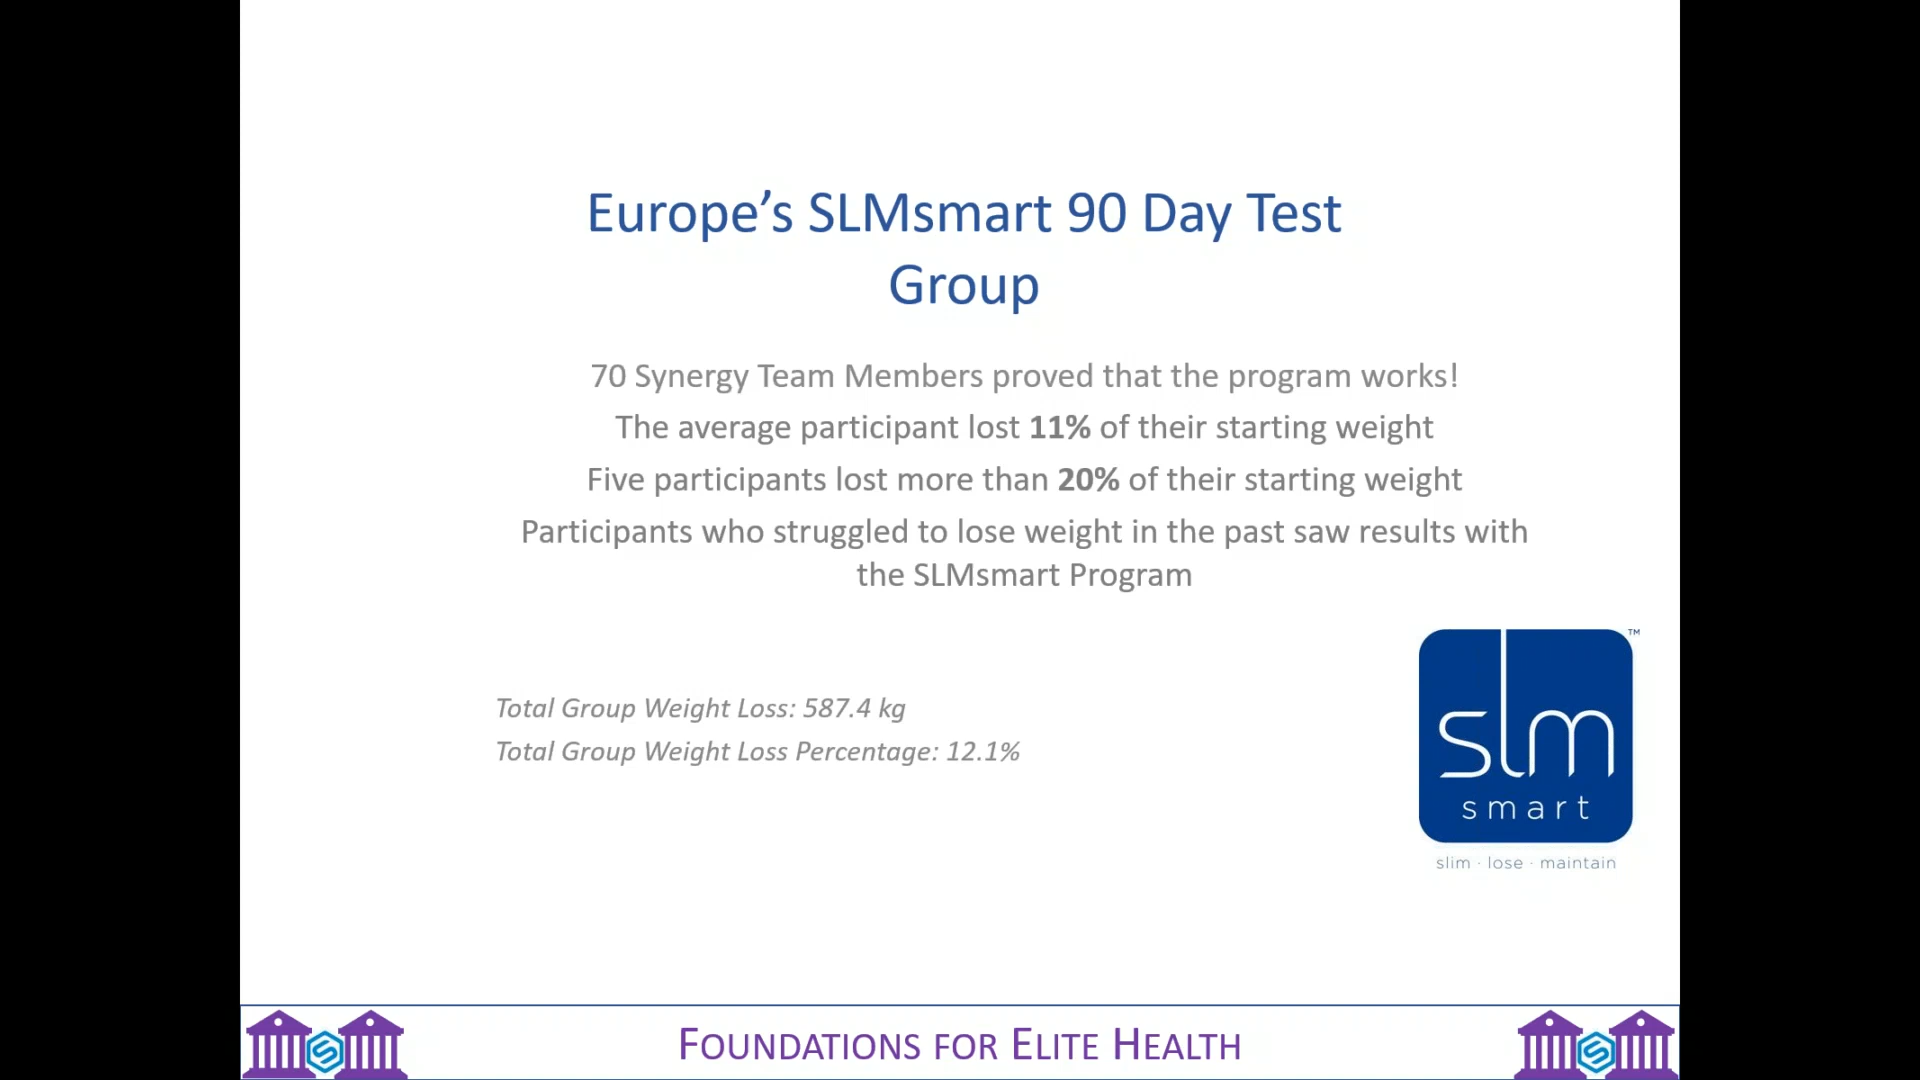 Europe’s SLMsmart 90 Day Test
Group
70 Synergy Team Members proved that the program works!
The average participant lost 11% of their starting weight
Five participants lost more than 20% of their starting weight
Participants who struggled to lose weight in the past saw results with
the SLMsmart Program
Total Group Weight Loss: 587.4 kg
Total Group Weight Loss Percentage: 12.1%
TM
slm
smart
slim · lose · maintain
FOUNDATIONS FOR ELITE HEALTH